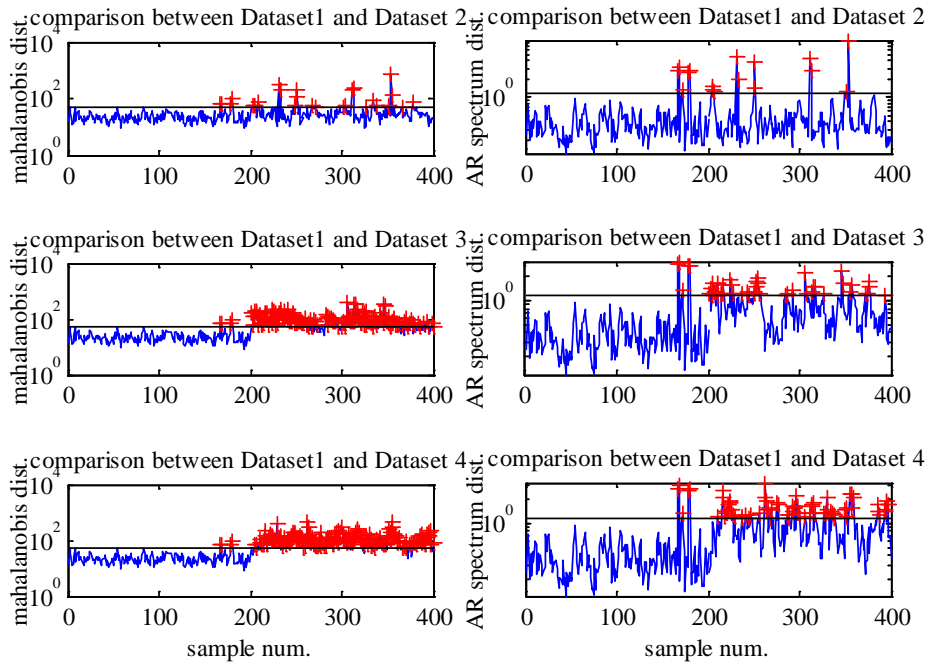 comparison between Dataset1 and Dataset 2
mahalanobis dist.
10^4
10^2
10^0
0 100 200 300 400
comparison between Dataset1 and Dataset 2
AR spectrum dist.
10^0
0 100 200 300 400
comparison between Dataset1 and Dataset 3
mahalanobis dist.
10^4
10^2
10^0
0 100 200 300 400
comparison between Dataset1 and Dataset 3
AR spectrum dist.
10^0
0 100 200 300 400
comparison between Dataset1 and Dataset 4
mahalanobis dist.
10^4
10^2
10^0
0 100 200 300 400
sample num.
comparison between Dataset1 and Dataset 4
AR spectrum dist.
10^0
0 100 200 300 400
sample num.